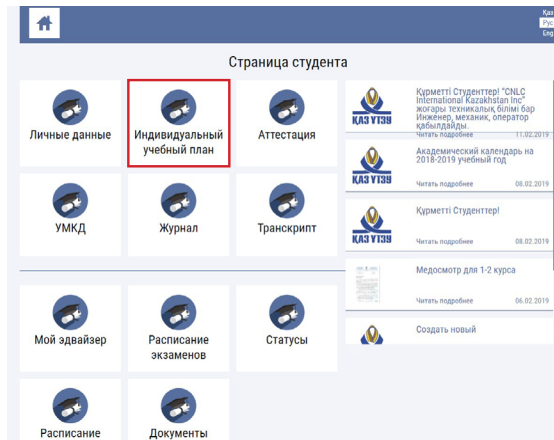 Қаз
Рус
Eng
Страница студента
Личные данные
Индивидуальный
учебный план
Аттестация
УМКД
Журнал
Транскрипт
Мой эдвайзер
Расписание
экзаменов
Статусы
Расписание
Документы
ҚАЗ ҰТЗУ
Құрметті Студенттер! "CNLC
International Kazakhstan Inc"
жоғары техникалық білімі бар
Инженер, механик, оператор
қабылдайды.
Читать подробнее 11.02.2019
ҚАЗ ҰТЗУ
Академический календарь на
2018-2019 учебный год
Читать подробнее 08.02.2019
ҚАЗ ҰТЗУ
Құрметті Студенттер!
Читать подробнее 08.02.2019
Медосмотр для 1-2 курса
Читать подробнее 06.02.2019
Создать новый